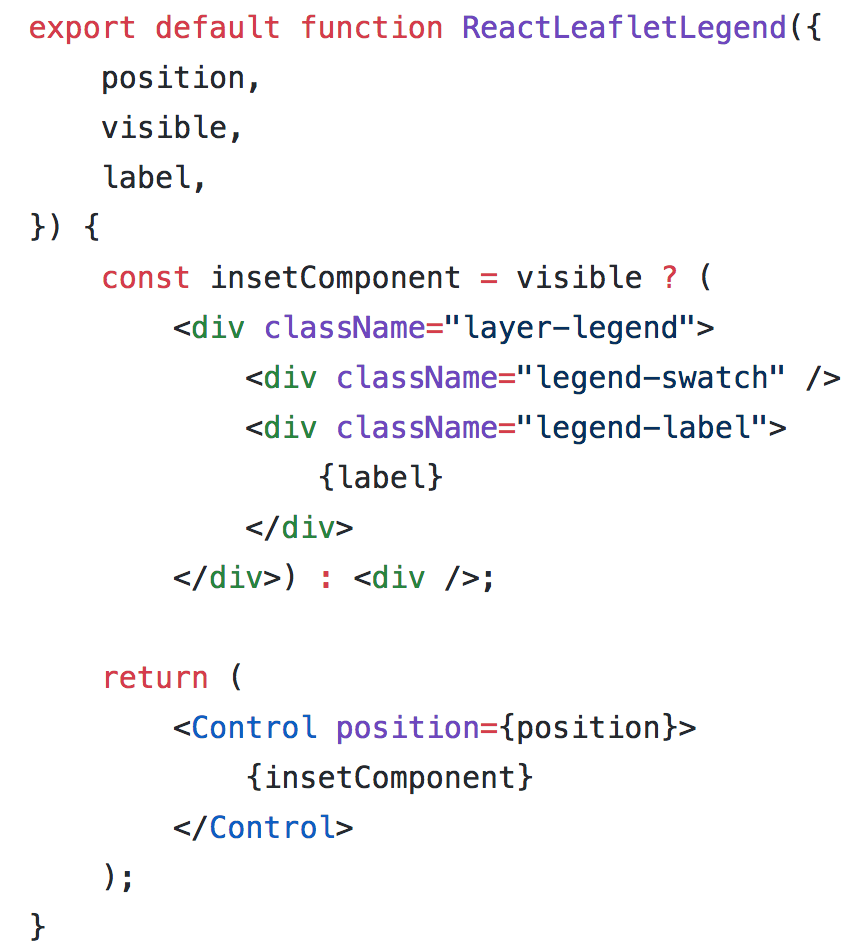 export default function ReactLeafletLegend({
    position,
    visible,
    label,
}) {
    const insetComponent = visible ? (
        <div className="layer-legend">
            <div className="legend-swatch" />
            <div className="legend-label">
                {label}
            </div>
        </div>) : <div />;

    return (
        <Control position={position}>
            {insetComponent}
        </Control>
    );
}